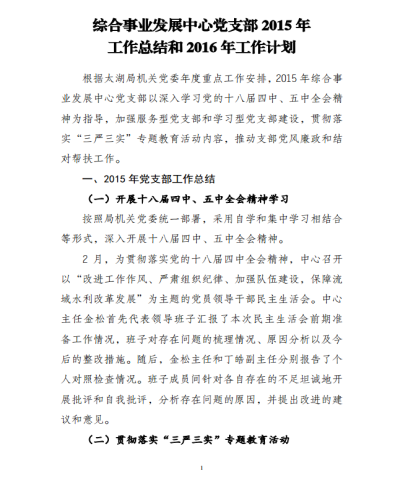 综合事业发展中心党支部 2015 年
工作总结和 2016 年工作计划
根据太湖局机关党委年度重点工作安排，2015 年综合事
业发展中心党支部以深入学习党的十八届四中、五中全会精
神为指导，加强服务型党支部和学习型党支部建设，贯彻落
实“三严三实”专题教育活动内容，推动支部党风廉政和结
对帮扶工作。
一、2015 年党支部工作总结
（一）开展十八届四中、五中全会精神学习
按照局机关党委统一部署，采用自学和集中学习相结合
等形式，深入开展十八届四中、五中全会精神。
2 月，为贯彻落实党的十八届四中全会精神，中心召开
以“改进工作作风、严肃组织纪律、加强队伍建设，保障流
域水利改革发展”为主题的党员领导干部民主生活会。中心
主任金松首先代表领导班子汇报了本次民主生活会前期准
备工作情况，班子对存在问题的梳理情况、原因分析以及今
后的整改措施。随后，金松主任和丁皓副主任分别报告了个
人对照检查情况。班子成员间针对各自存在的不足坦诚地开
展批评和自我批评，分析存在问题的原因，并提出改进的建
议和意见。
（二）贯彻落实“三严三实”专题教育活动
1